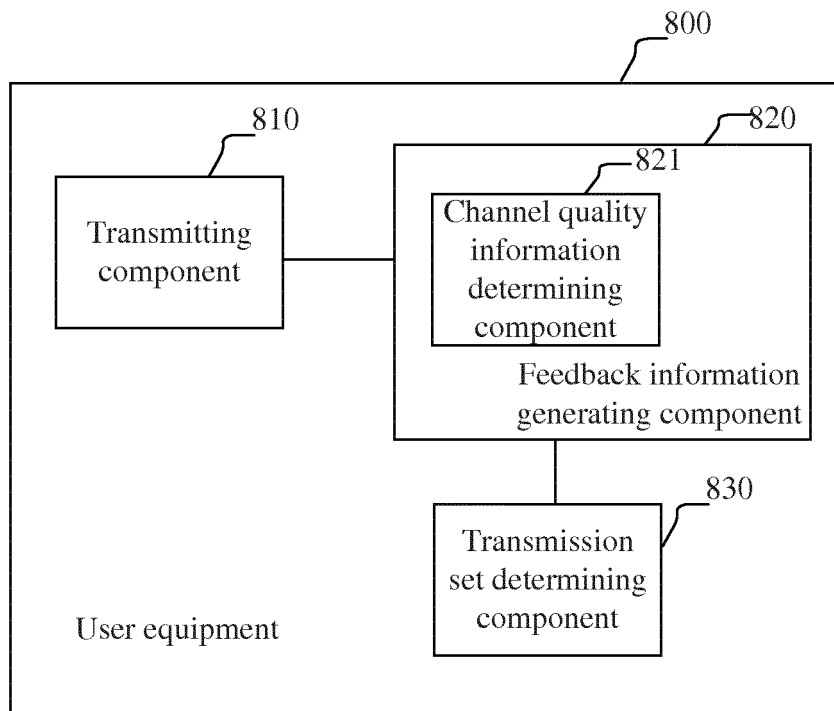 800
810
820
821
Transmitting
component
Channel quality
information
determining
component
Feedback information
generating component
830
Transmission
set determining
component
User equipment